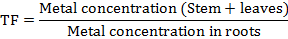 TF = Metal concentration (Stem + leaves)
Metal concentration in roots